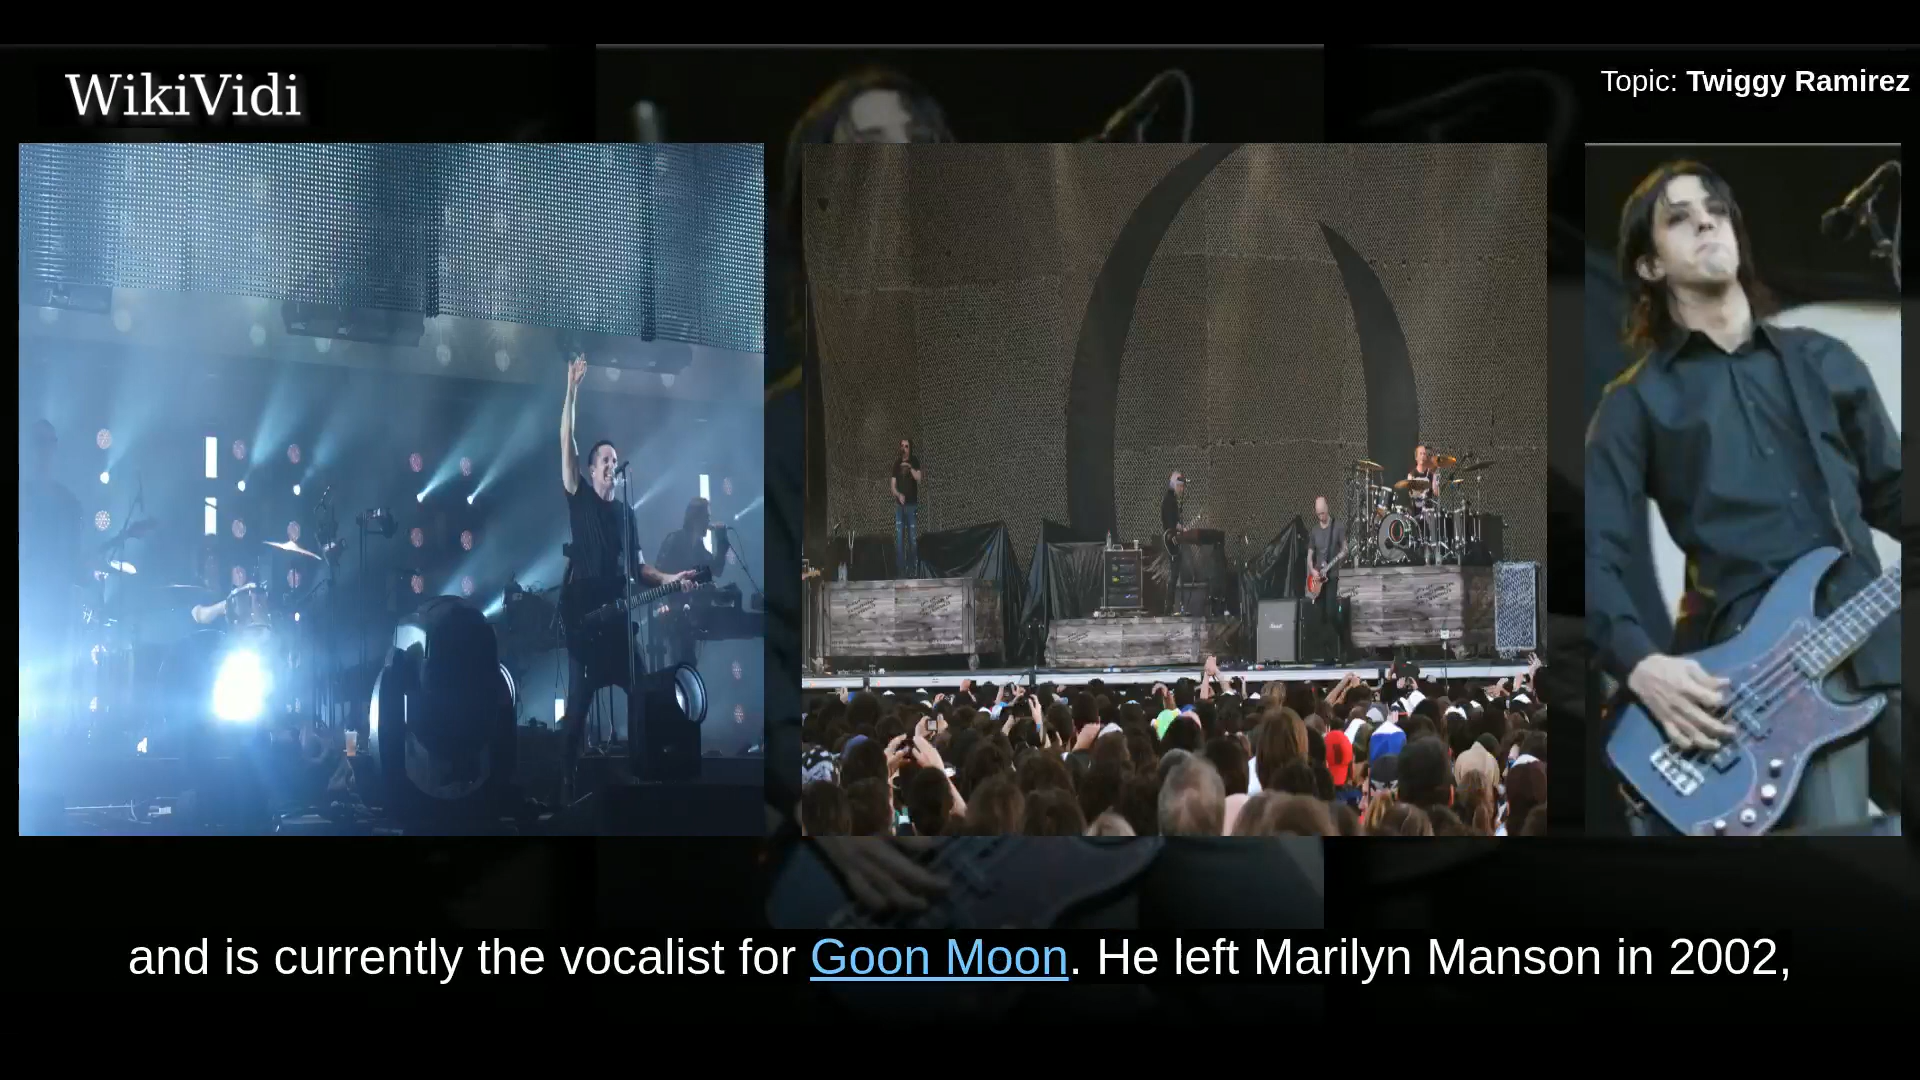 WikiVidi
Topic: Twiggy Ramirez
and is currently the vocalist for Goon Moon. He left Marilyn Manson in 2002,